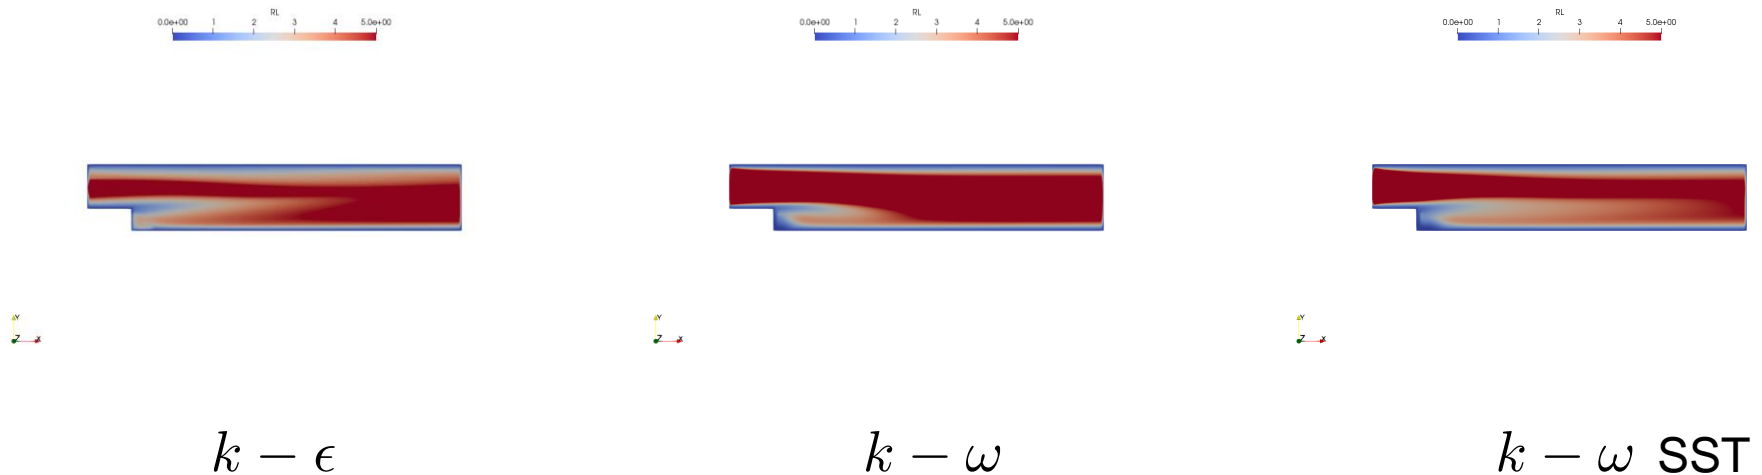 RL
0.0e+00 1 2 3 4 5.0e+00
RL
0.0e+00 1 2 3 4 5.0e+00
RL
0.0e+00 1 2 3 4 5.0e+00
Y
Z X
Y
Z X
Y
Z X
k − ϵ
k − ω
k − ω SST